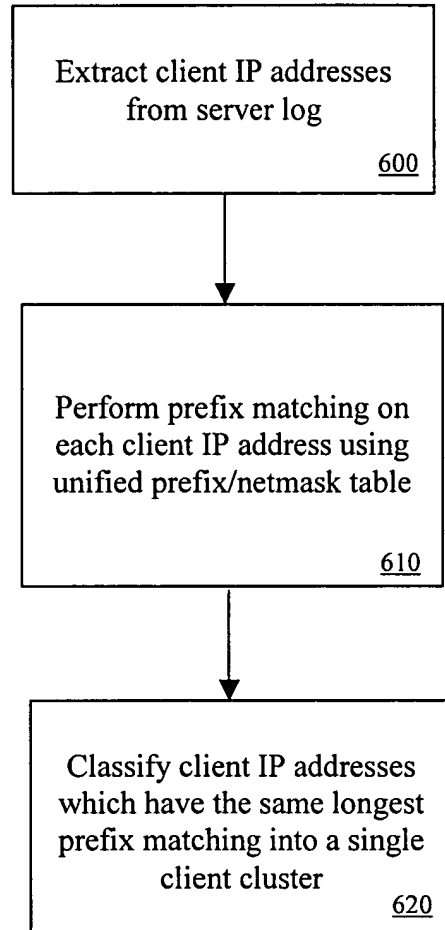 Extract client IP addresses
from server log
600
Perform prefix matching on
each client IP address using
unified prefix/netmask table
610
Classify client IP addresses
which have the same longest
prefix matching into a single
client cluster
620